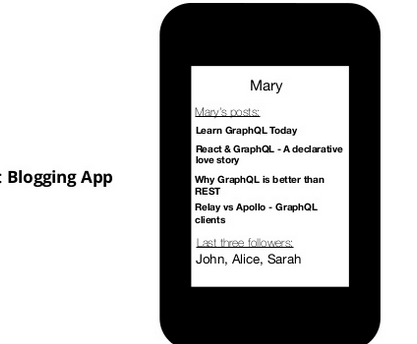 Mary
Mary's posts:
Learn GraphQL Today
React & GraphQL - A declarative
love story
Why GraphQL is better than
REST
Relay vs Apollo - GraphQL
clients
Last three followers:
John, Alice, Sarah
: Blogging App